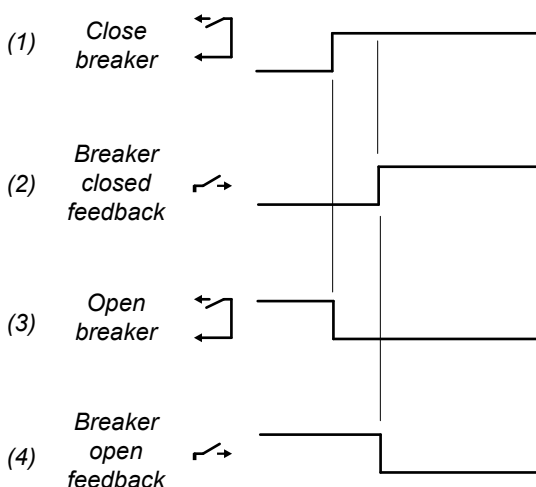 (1) Close
breaker
Breaker
(2) closed
feedback
(3) Open
breaker
Breaker
(4) open
feedback